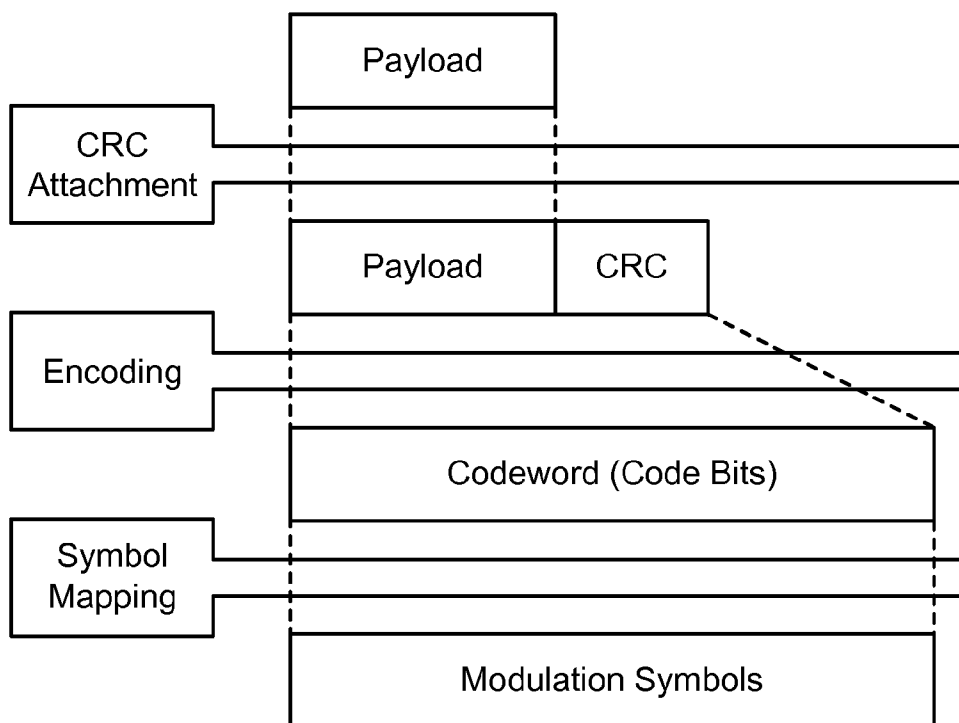 Payload
CRC
Attachment
Payload
CRC
Encoding
Codeword (Code Bits)
Symbol
Mapping
Modulation Symbols